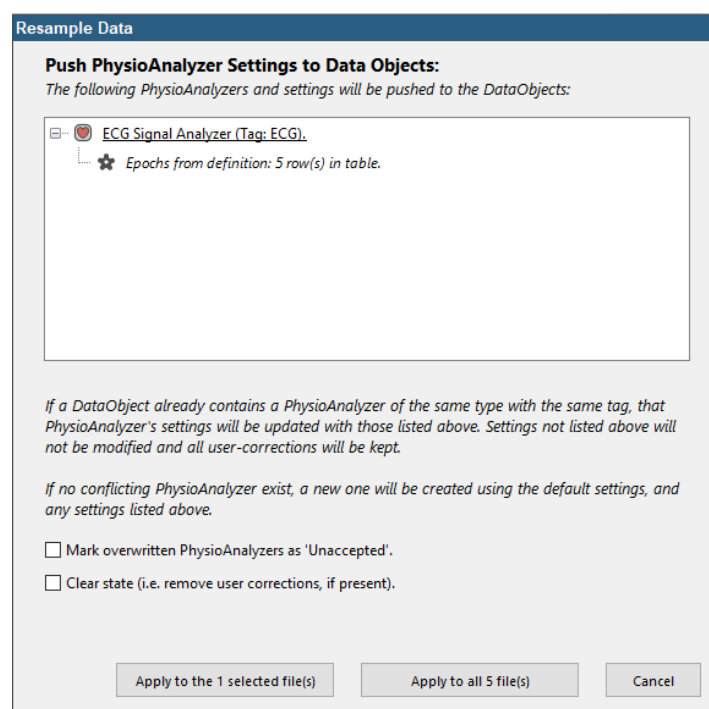 Resample Data
Push PhysioAnalyzer Settings to Data Objects:
The following PhysioAnalyzers and settings will be pushed to the DataObjects:
ECG Signal Analyzer (Tag: ECG).
Epochs from definition: 5 row(s) in table.
If a DataObject already contains a PhysioAnalyzer of the same type with the same tag, that
PhysioAnalyzer's settings will be updated with those listed above. Settings not listed above will
not be modified and all user-corrections will be kept.
If no conflicting PhysioAnalyzer exist, a new one will be created using the default settings, and
any settings listed above.
Mark overwritten PhysioAnalyzers as 'Unaccepted'.
Clear state (i.e. remove user corrections, if present).
Apply to the 1 selected file(s)
Apply to all 5 file(s)
Cancel